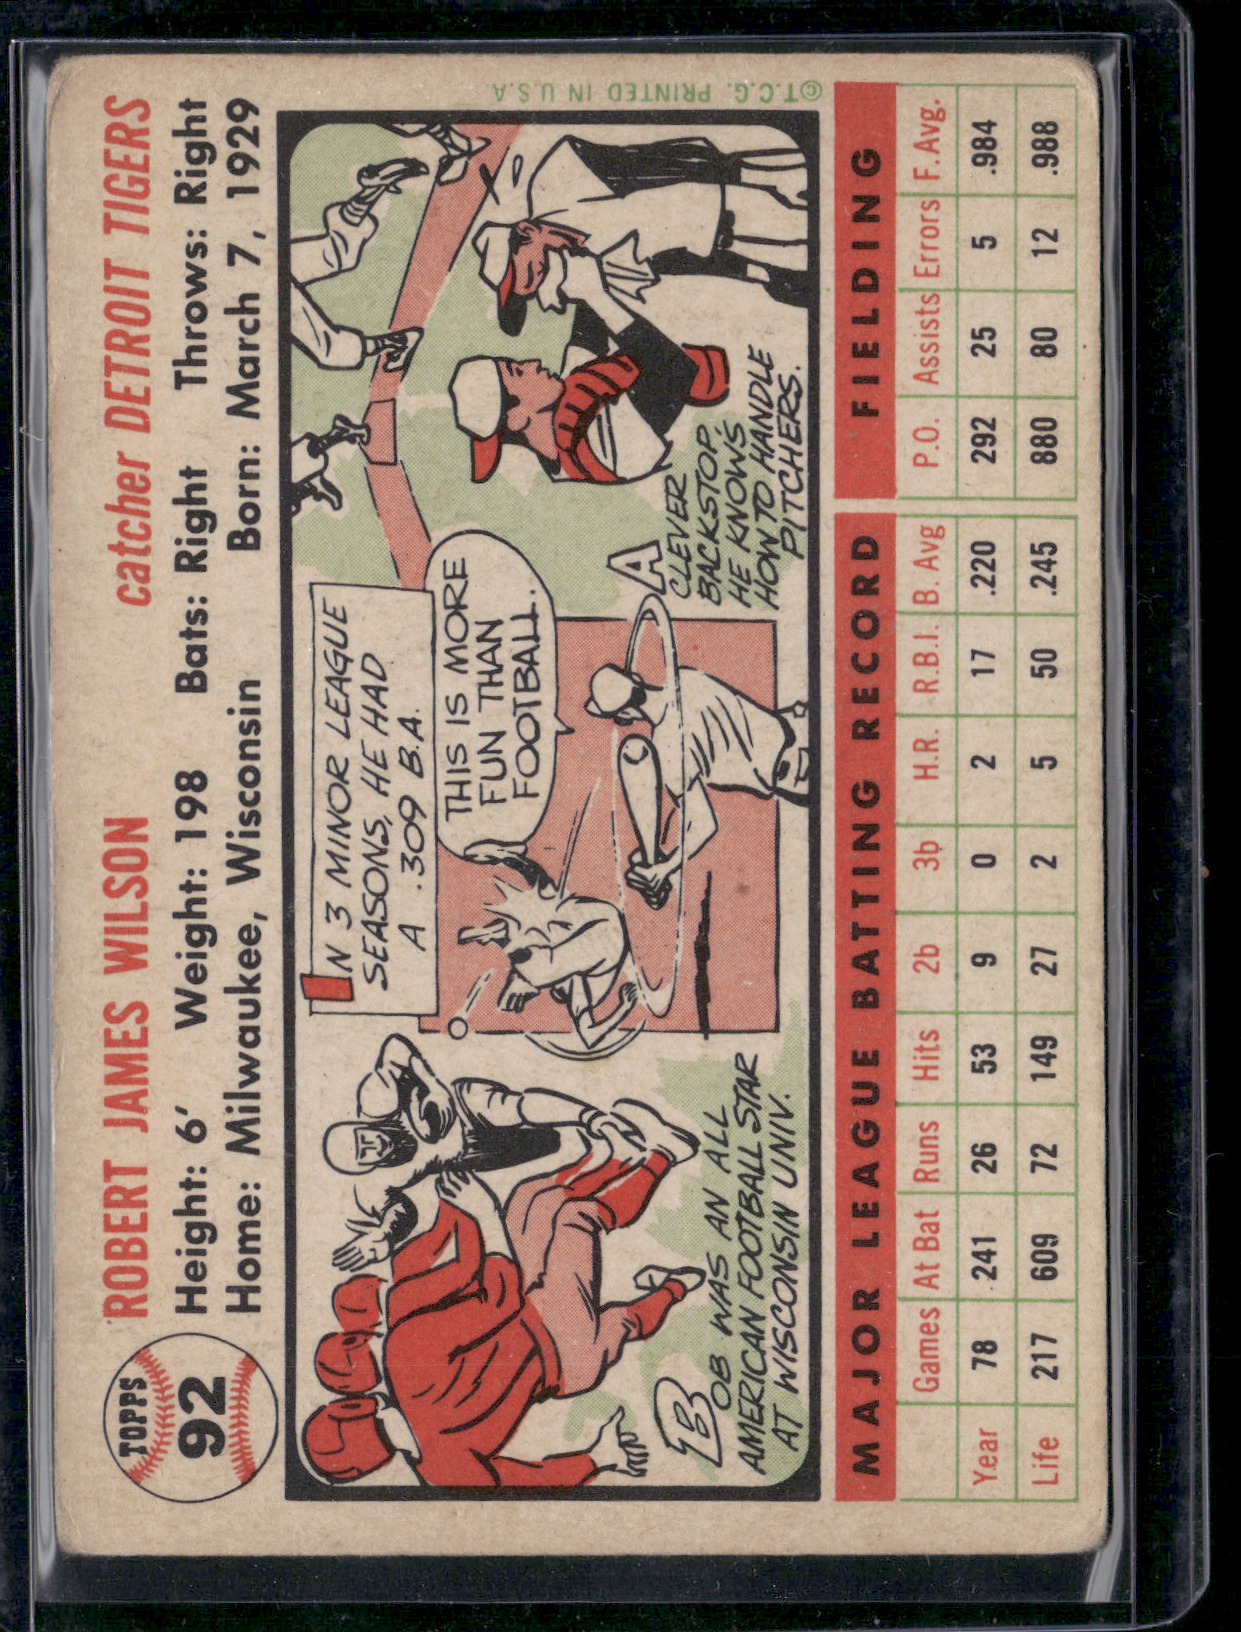 TOPPS
92
ROBERT JAMES WILSON catcher DETROIT TIGERS
Height: 6′ Weight: 198 Bats: Right Throws: Right
Home: Milwaukee, Wisconsin Born: March 7, 1929
BOB WAS AN ALL
AMERICAN FOOTBALL STAR
AT WISCONSIN UNIV.
IN 3 MINOR LEAGUE
SEASONS, HE HAD
A .309 B.A.
THIS IS MORE
FUN THAN
FOOTBALL.
A
CLEVER
BACKSTOP,
HE KNOWS
HOW TO HANDLE
PITCHERS.
©T.C.G. PRINTED IN U.S.A
MAJOR LEAGUE BATTING RECORD FIELDING
Games At Bat Runs Hits 2b 3b H.R. R.B.I. B. Avg P.O. Assists Errors F. Avg.
Year 78 241 26 53 9 0 2 17 .220 292 25 5 .984
Life 217 609 72 149 27 2 5 50 .245 880 80 12 .988